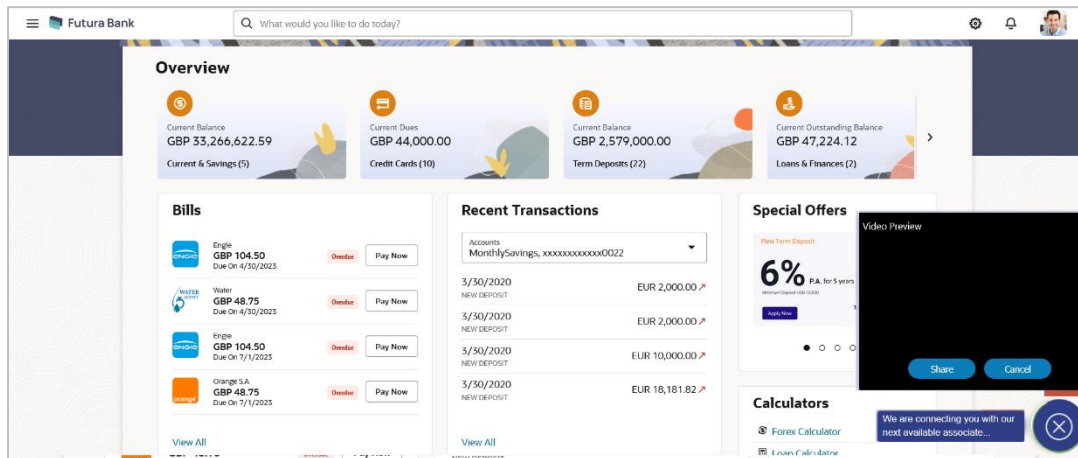 Futura Bank
What would you like to do today?
Overview
Current Balance
GBP 33,266,622.59
Current & Savings (5)
Current Dues
GBP 44,000.00
Credit Cards (10)
Current Balance
GBP 2,579,000.00
Term Deposits (22)
Current Outstanding Balance
GBP 47,224.12
Loans & Finances (2)
Bills
ENGIE
Engie
GBP 104.50
Due On 4/30/2023
Overdue
Pay Now
WATER
Water
GBP 48.75
Due On 4/30/2023
Overdue
Pay Now
ENGIE
Engie
GBP 104.50
Due On 7/1/2023
Overdue
Pay Now
orange
Orange S.A
GBP 48.75
Due On 7/1/2023
Overdue
Pay Now
View All
Recent Transactions
Accounts
MonthlySavings, xxxxxxxxxxxx0022
3/30/2020
NEW DEPOSIT
EUR 2,000.00
3/30/2020
NEW DEPOSIT
EUR 2,000.00
3/30/2020
NEW DEPOSIT
EUR 10,000.00
3/30/2020
NEW DEPOSIT
EUR 18,181.82
View All
Special Offers
Flexi Term Deposit
6% P.A. for 5 years
Apply Now
Video Preview
Share
Cancel
Calculators
Forex Calculator
Loan Calculator
We are connecting you with our
next available associate...